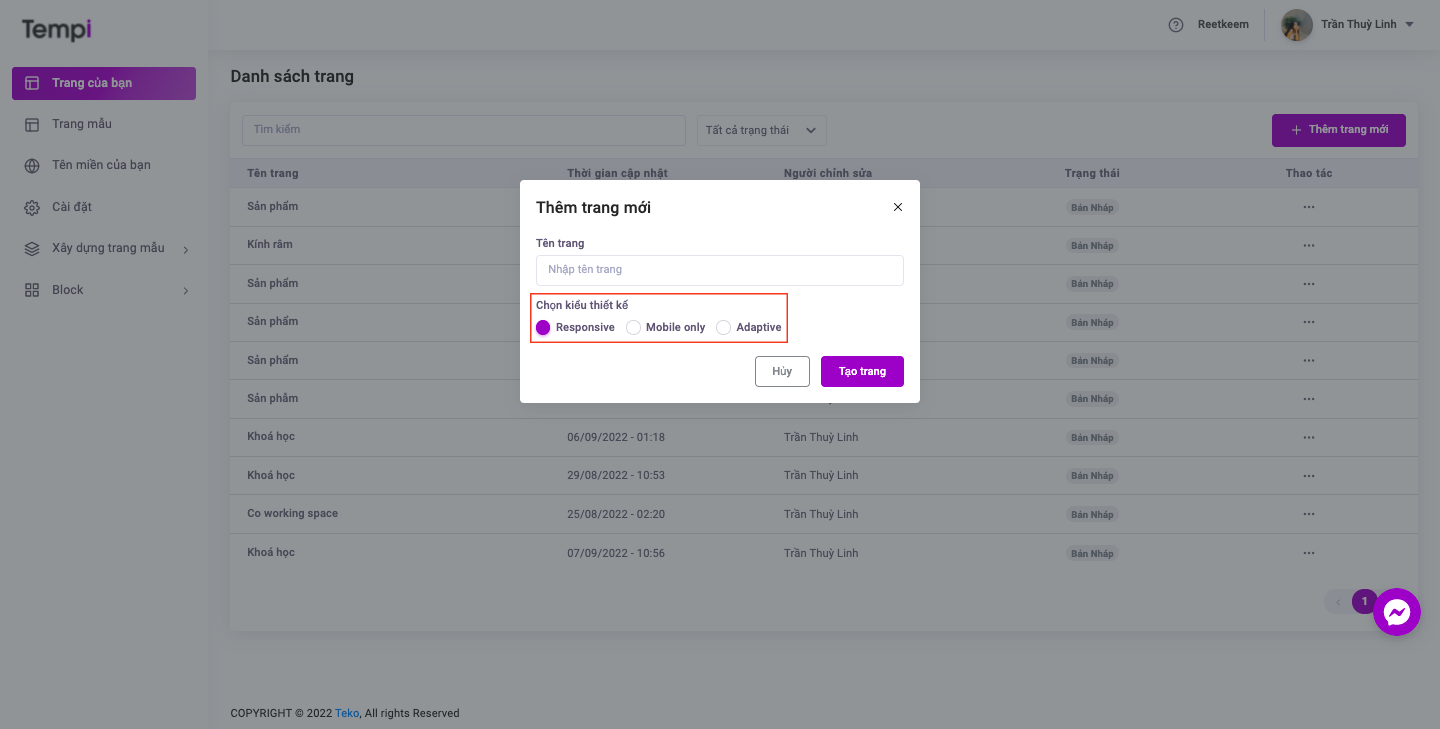 Tempi
Reetkeem
Trần Thuỳ Linh
Trang của bạn
Trang mẫu
Tên miền của bạn
Cài đặt
Xây dựng trang mẫu
Block
Danh sách trang
Tìm kiếm
Tất cả trạng thái
Thêm trang mới
Tên trang Thời gian cập nhật Người chỉnh sửa Trạng thái Thao tác
Sản phẩm Bản Nháp
Kính râm Bản Nháp
Sản phẩm Bản Nháp
Sản phẩm Bản Nháp
Sản phẩm Bản Nháp
Sản phẩm Bản Nháp
Khoá học 06/09/2022 - 01:18 Trần Thuỳ Linh Bản Nháp
Khoá học 29/08/2022 - 10:53 Trần Thuỳ Linh Bản Nháp
Co working space 25/08/2022 - 02:20 Trần Thuỳ Linh Bản Nháp
Khoá học 07/09/2022 - 10:56 Trần Thuỳ Linh Bản Nháp
1
Thêm trang mới
Tên trang
Nhập tên trang
Chọn kiểu thiết kế
Responsive Mobile only Adaptive
Hủy Tạo trang
COPYRIGHT © 2022 Teko, All rights Reserved